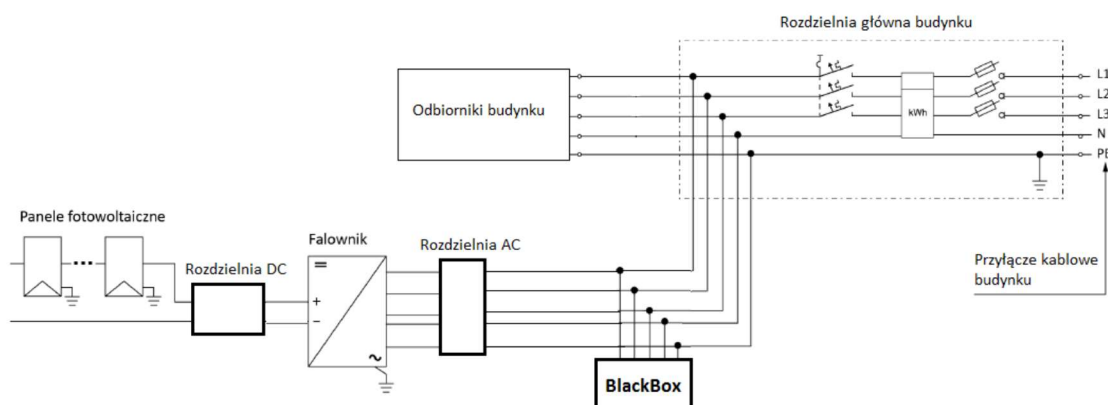 Rozdzielnia główna budynku
Odbiorniki budynku
kWh
L1
L2
L3
N
PE
Panele fotowoltaiczne
Rozdzielnia DC
Falownik
Rozdzielnia AC
Przyłącze kablowe
budynku
BlackBox